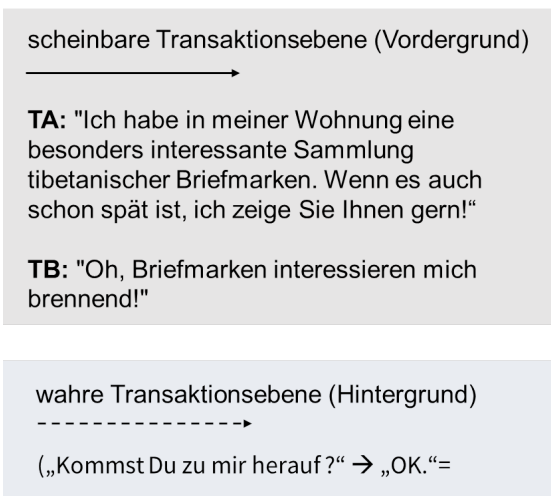 scheinbare Transaktionsebene (Vordergrund)
TA: "Ich habe in meiner Wohnung eine
besonders interessante Sammlung
tibetanischer Briefmarken. Wenn es auch
schon spät ist, ich zeige Sie Ihnen gern!“
TB: "Oh, Briefmarken interessieren mich
brennend!"
wahre Transaktionsebene (Hintergrund)
(„Kommst Du zu mir herauf?“ → „OK.“=